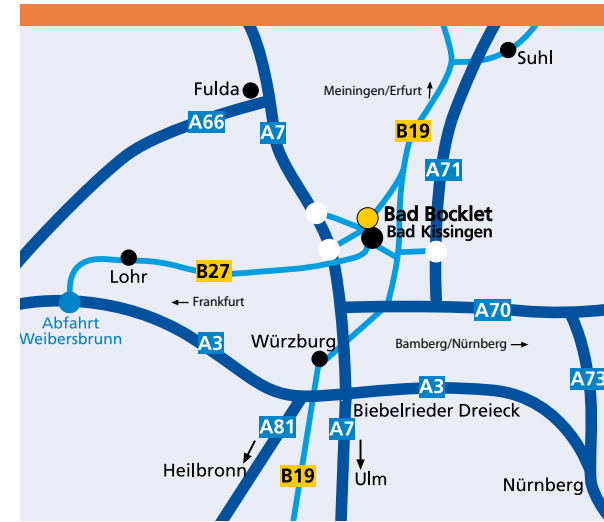 Suhl
Fulda
Meiningen/Erfurt
A66
A7
B19
A71
Bad Bocklet
Bad Kissingen
Lohr
B27
Frankfurt
A70
Abfahrt
Weibersbrunn
A3
Würzburg
Bamberg/Nürnberg
A73
A3
Biebelrieder Dreieck
A81
A7
Heilbronn
B19
Ulm
Nürnberg